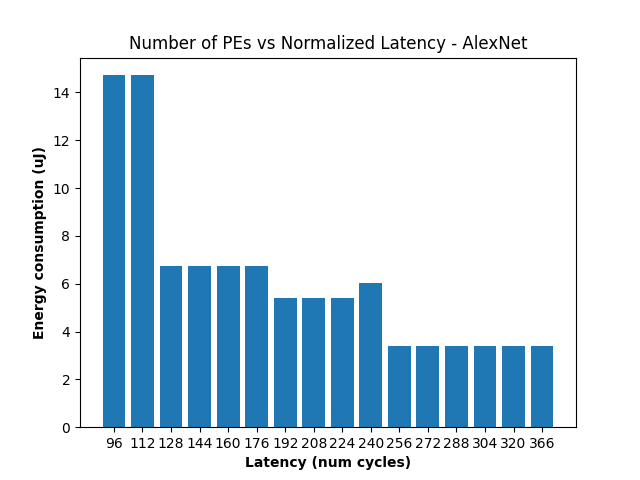 Number of PEs vs Normalized Latency - AlexNet
14
12
10
8
6
4
2
0
Energy consumption (uJ)
96 112 128 144 160 176 192 208 224 240 256 272 288 304 320 366
Latency (num cycles)